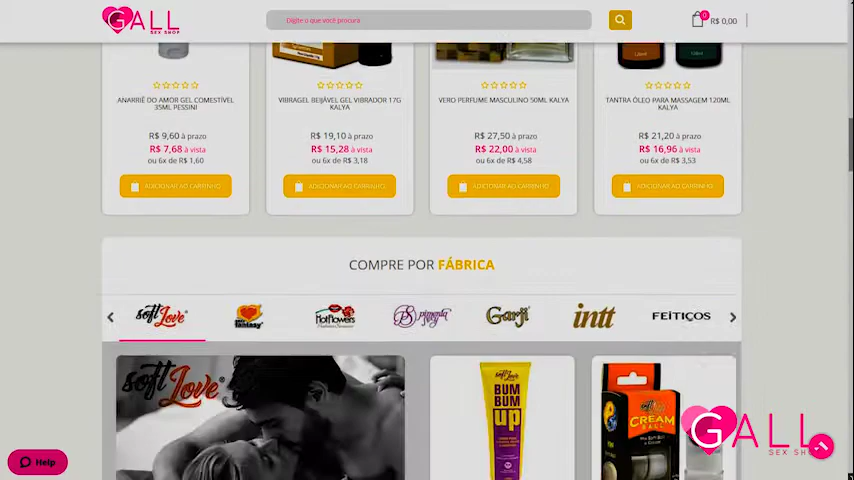 GALL
SEX SHOP
Digite o que você procura
0
R$ 0,00
ANARRIÊ DO AMOR GEL COMESTÍVEL
35ML PESSINI
R$ 9,60 à prazo
R$ 7,68 à vista
ou 6x de R$ 1,60
ADICIONAR AO CARRINHO
VIBRAGEL BEIJÁVEL GEL VIBRADOR 17G
KALYA
R$ 19,10 à prazo
R$ 15,28 à vista
ou 6x de R$ 3,18
ADICIONAR AO CARRINHO
VERO PERFUME MASCULINO 50ML KALYA
R$ 27,50 à prazo
R$ 22,00 à vista
ou 6x de R$ 4,58
ADICIONAR AO CARRINHO
TANTRA ÓLEO PARA MASSAGEM 120ML
KALYA
R$ 21,20 à prazo
R$ 16,96 à vista
ou 6x de R$ 3,53
ADICIONAR AO CARRINHO
COMPRE POR FÁBRICA
soft Love
fantasy
HotFlowers
Garji
intt
FEITIÇOS
soft Love
soft Love
BUM
BUM
up
CREAM
BALL
GALL
SEX SHOP
Help